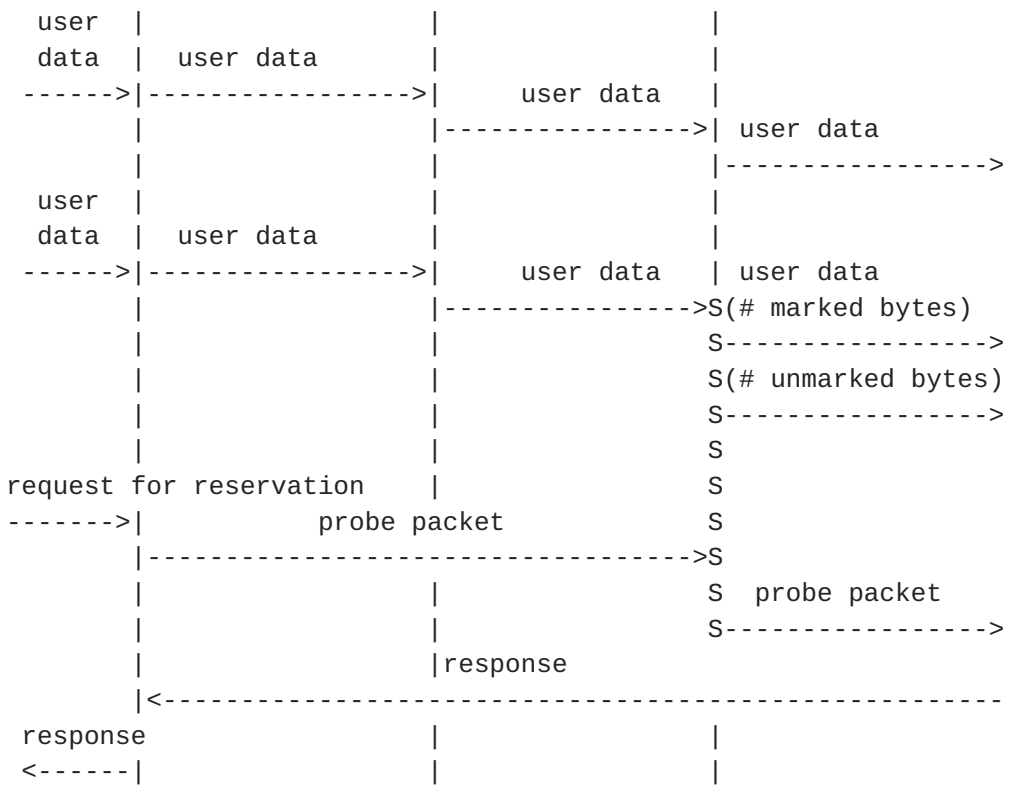 user  |                  |                 |
  data  |  user data       |                 |
 ------>|----------------->|     user data   |
        |                  |---------------->| user data
        |                  |                 |----------------->
  user  |                  |                 |
  data  |  user data       |                 |
 ------>|----------------->|     user data   | user data
        |                  |---------------->S(# marked bytes)
        |                  |                 S----------------->
        |                  |                 S(# unmarked bytes)
        |                  |                 S----------------->
        |                  |                 S
request for reservation    |                 S
------->|           probe packet             S
        |----------------------------------->S
        |                  |                 S  probe packet
        |                  |                 S----------------->
        |                  |response
        |<------------------------------------------------------
 response                  |                 |
 <------|                  |                 |